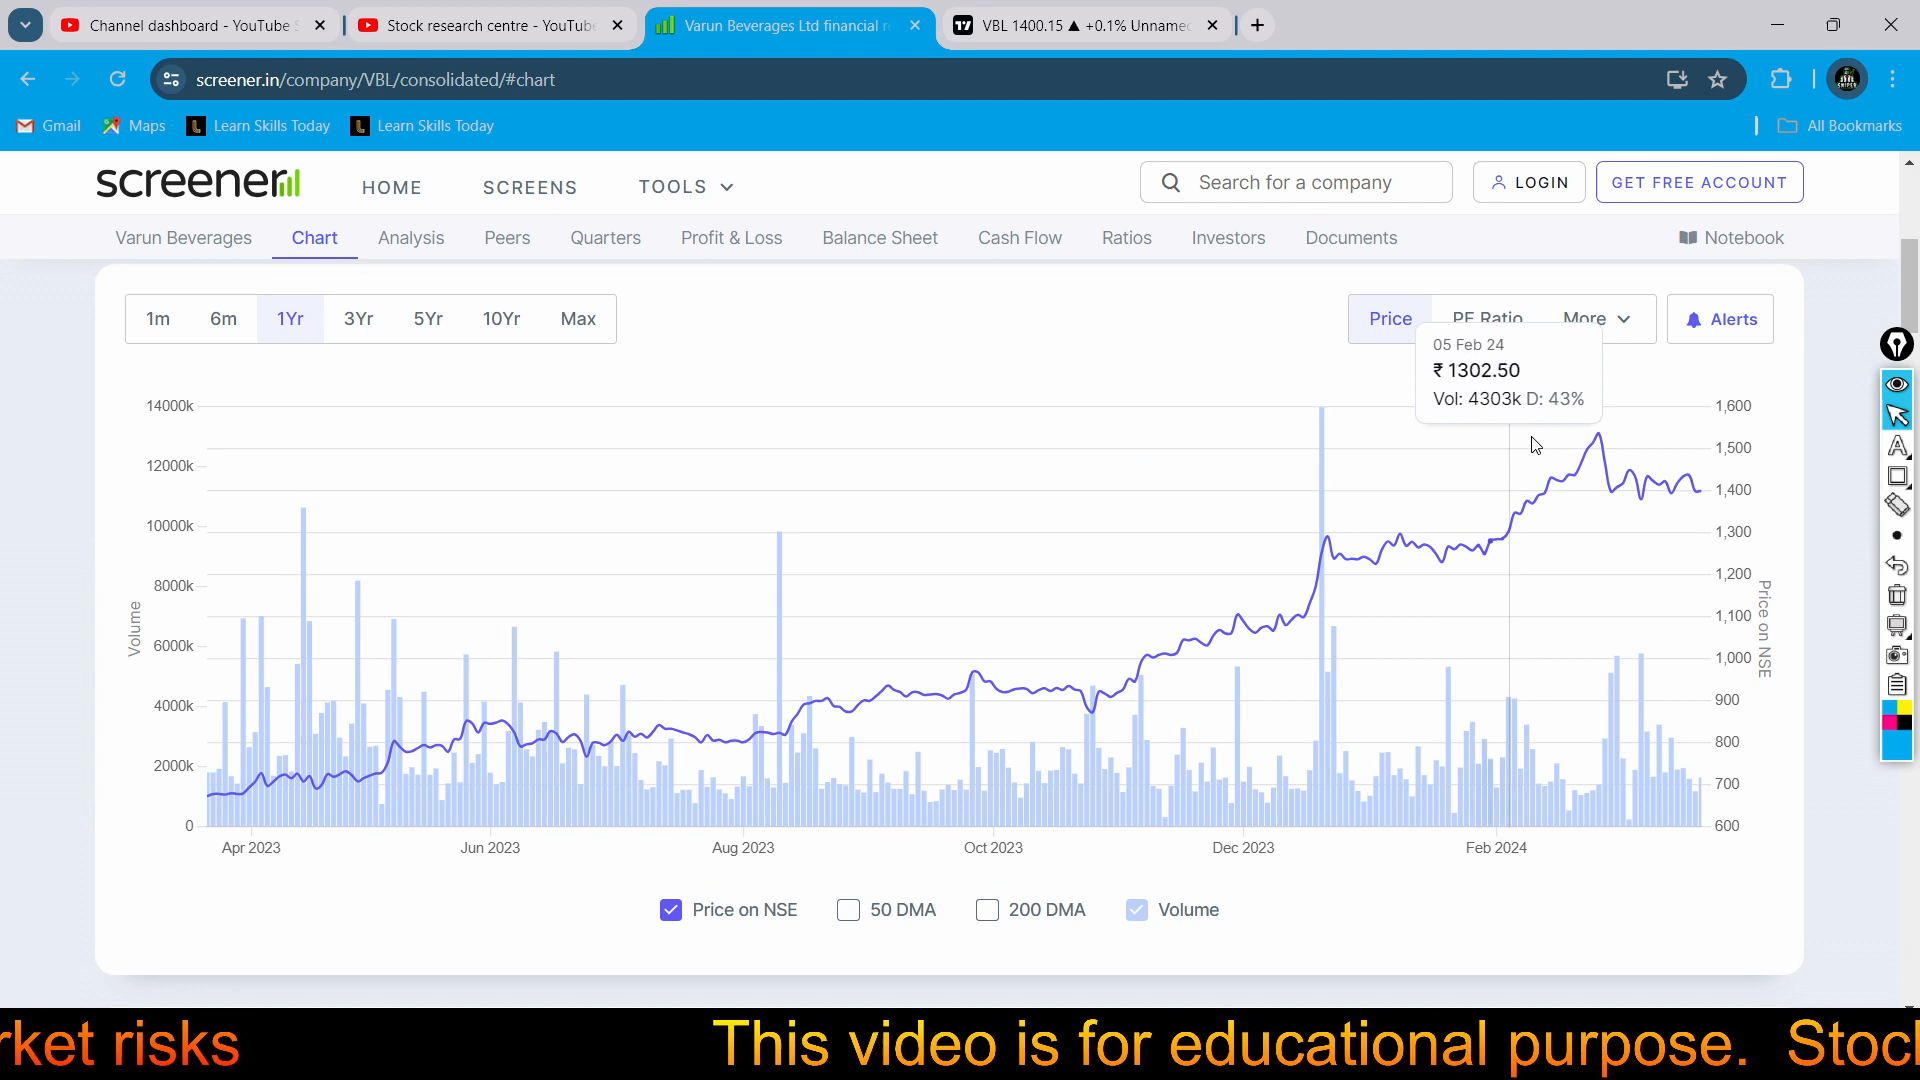 Channel dashboard - YouTube S
Stock research centre - YouTube
Varun Beverages Ltd financial re
VBL 1400.15 ▲ +0.1% Unnamed
screener.in/company/VBL/consolidated/#chart
Gmail
Maps
Learn Skills Today
Learn Skills Today
All Bookmarks
screener
HOME
SCREENS
TOOLS
Search for a company
LOGIN
GET FREE ACCOUNT
Varun Beverages
Chart
Analysis
Peers
Quarters
Profit & Loss
Balance Sheet
Cash Flow
Ratios
Investors
Documents
Notebook
1m
6m
1Yr
3Yr
5Yr
10Yr
Max
Price
PE Ratio
More
Alerts
05 Feb 24
₹ 1302.50
Vol: 4303k D: 43%
14000k
12000k
10000k
8000k
6000k
4000k
2000k
0
Volume
1,600
1,500
1,400
1,300
1,200
1,100
1,000
900
800
700
600
Price on NSE
Apr 2023
Jun 2023
Aug 2023
Oct 2023
Dec 2023
Feb 2024
Price on NSE
50 DMA
200 DMA
Volume
rket risks
This video is for educational purpose. Stoc